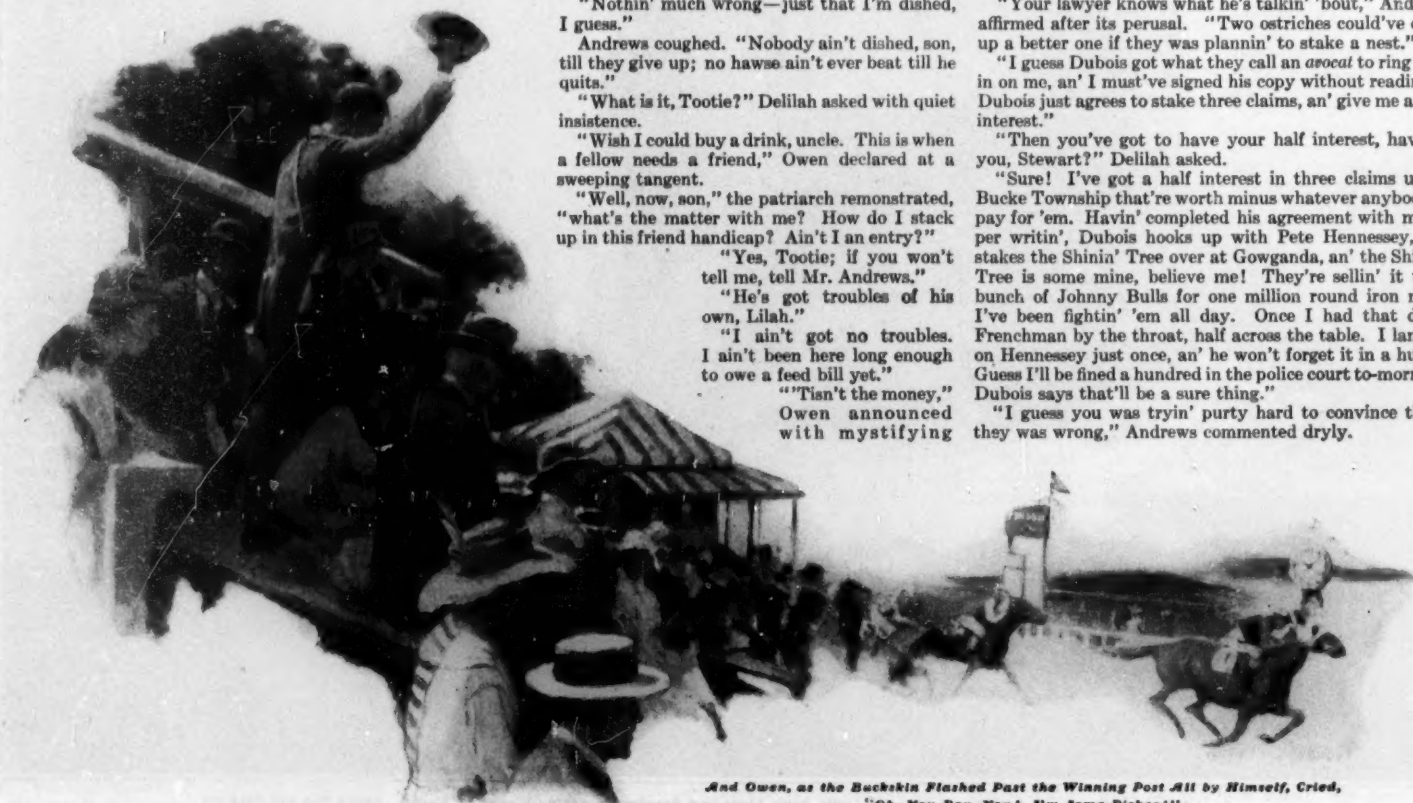 "Nothin' much wrong—just that I'm dished,
I guess."
Andrews coughed. "Nobody ain't dished, son,
till they give up; no hawse ain't ever beat till he
quits."
"What is it, Tootie?" Delilah asked with quiet
insistence.
"Wish I could buy a drink, uncle. This is when
a fellow needs a friend," Owen declared at a
sweeping tangent.
"Well, now, son," the patriarch remonstrated,
"what's the matter with me? How do I stack
up in this friend handicap? Ain't I an entry?"
"Yes, Tootie; if you won't
tell me, tell Mr. Andrews."
"He's got troubles of his
own, Lilah."
"I ain't got no troubles.
I ain't been here long enough
to owe a feed bill yet."
"'Tisn't the money,"
Owen announced
with mystifying
"Your lawyer knows what he's talkin' 'bout," And
affirmed after its perusal. "Two ostriches could've
up a better one if they was plannin' to stake a nest."
"I guess Dubois got what they call an avocat to ring
in on me, an' I must've signed his copy without readi
Dubois just agrees to stake three claims, an' give me a
interest."
"Then you've got to have your half interest, hav
you, Stewart?" Delilah asked.
"Sure! I've got a half interest in three claims u
Bucke Township that're worth minus whatever anybo
pay for 'em. Havin' completed his agreement with m
per writin', Dubois hooks up with Pete Hennessey,
stakes the Shinin' Tree over at Gowganda, an' the Shi
Tree is some mine, believe me! They're sellin' it
bunch of Johnny Bulls for one million round iron
I've been fightin' 'em all day. Once I had that d
Frenchman by the throat, half across the table. I lan
on Hennessey just once, an' he won't forget it in a hu
Guess I'll be fined a hundred in the police court to-morr
Dubois says that'll be a sure thing."
"I guess you was tryin' purty hard to convince t
they was wrong," Andrews commented dryly.
And Owen, as the Buckskin Flashed Past the Winning Post All by Himself, Cried,